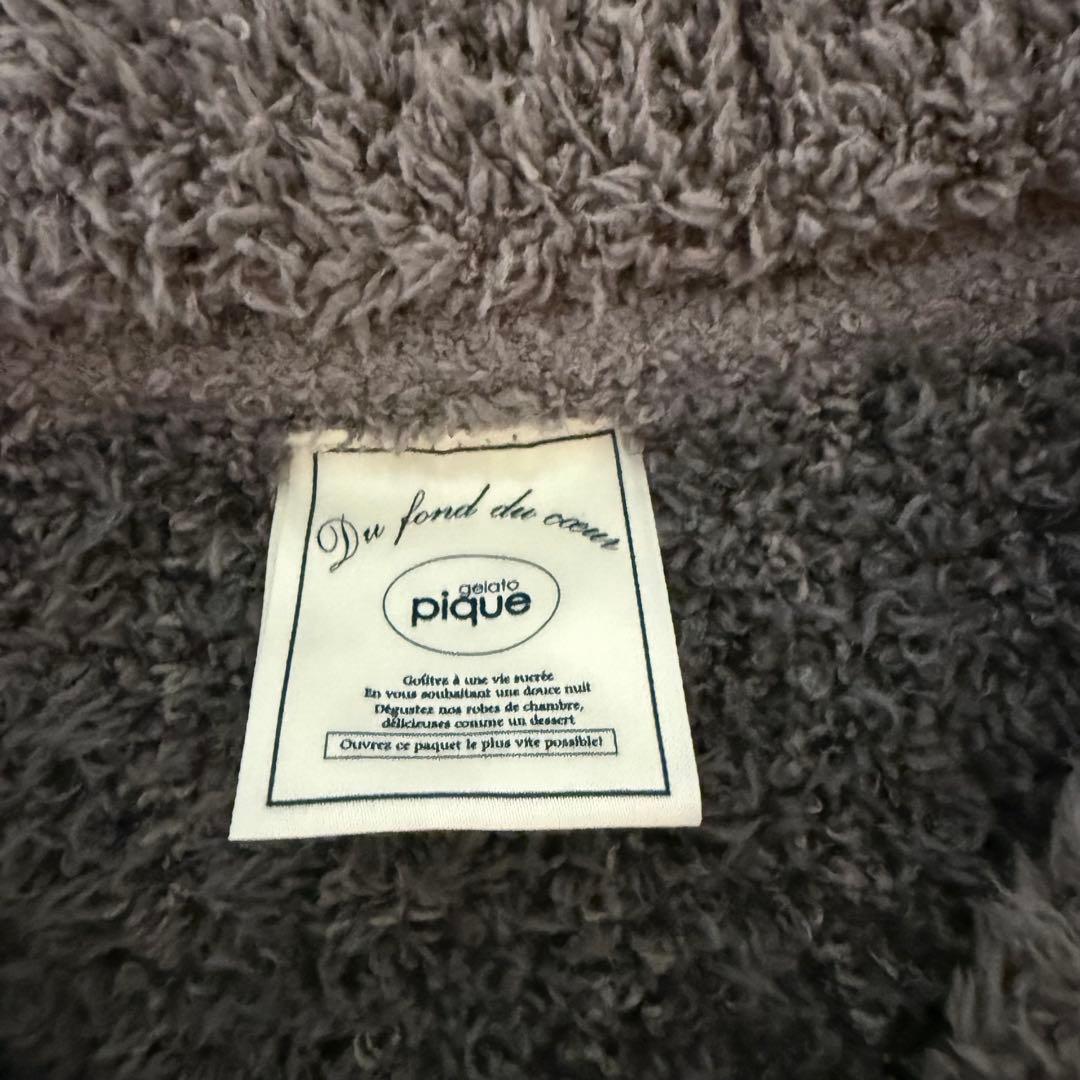 Du fond du cœur
gelato
pique
Goûtez à une vie sucrée
En vous souhaitant une douce nuit
Dégustez nos robes de chambre,
délicieuses comme un dessert
Ouvrez ce paquet le plus vite possible!